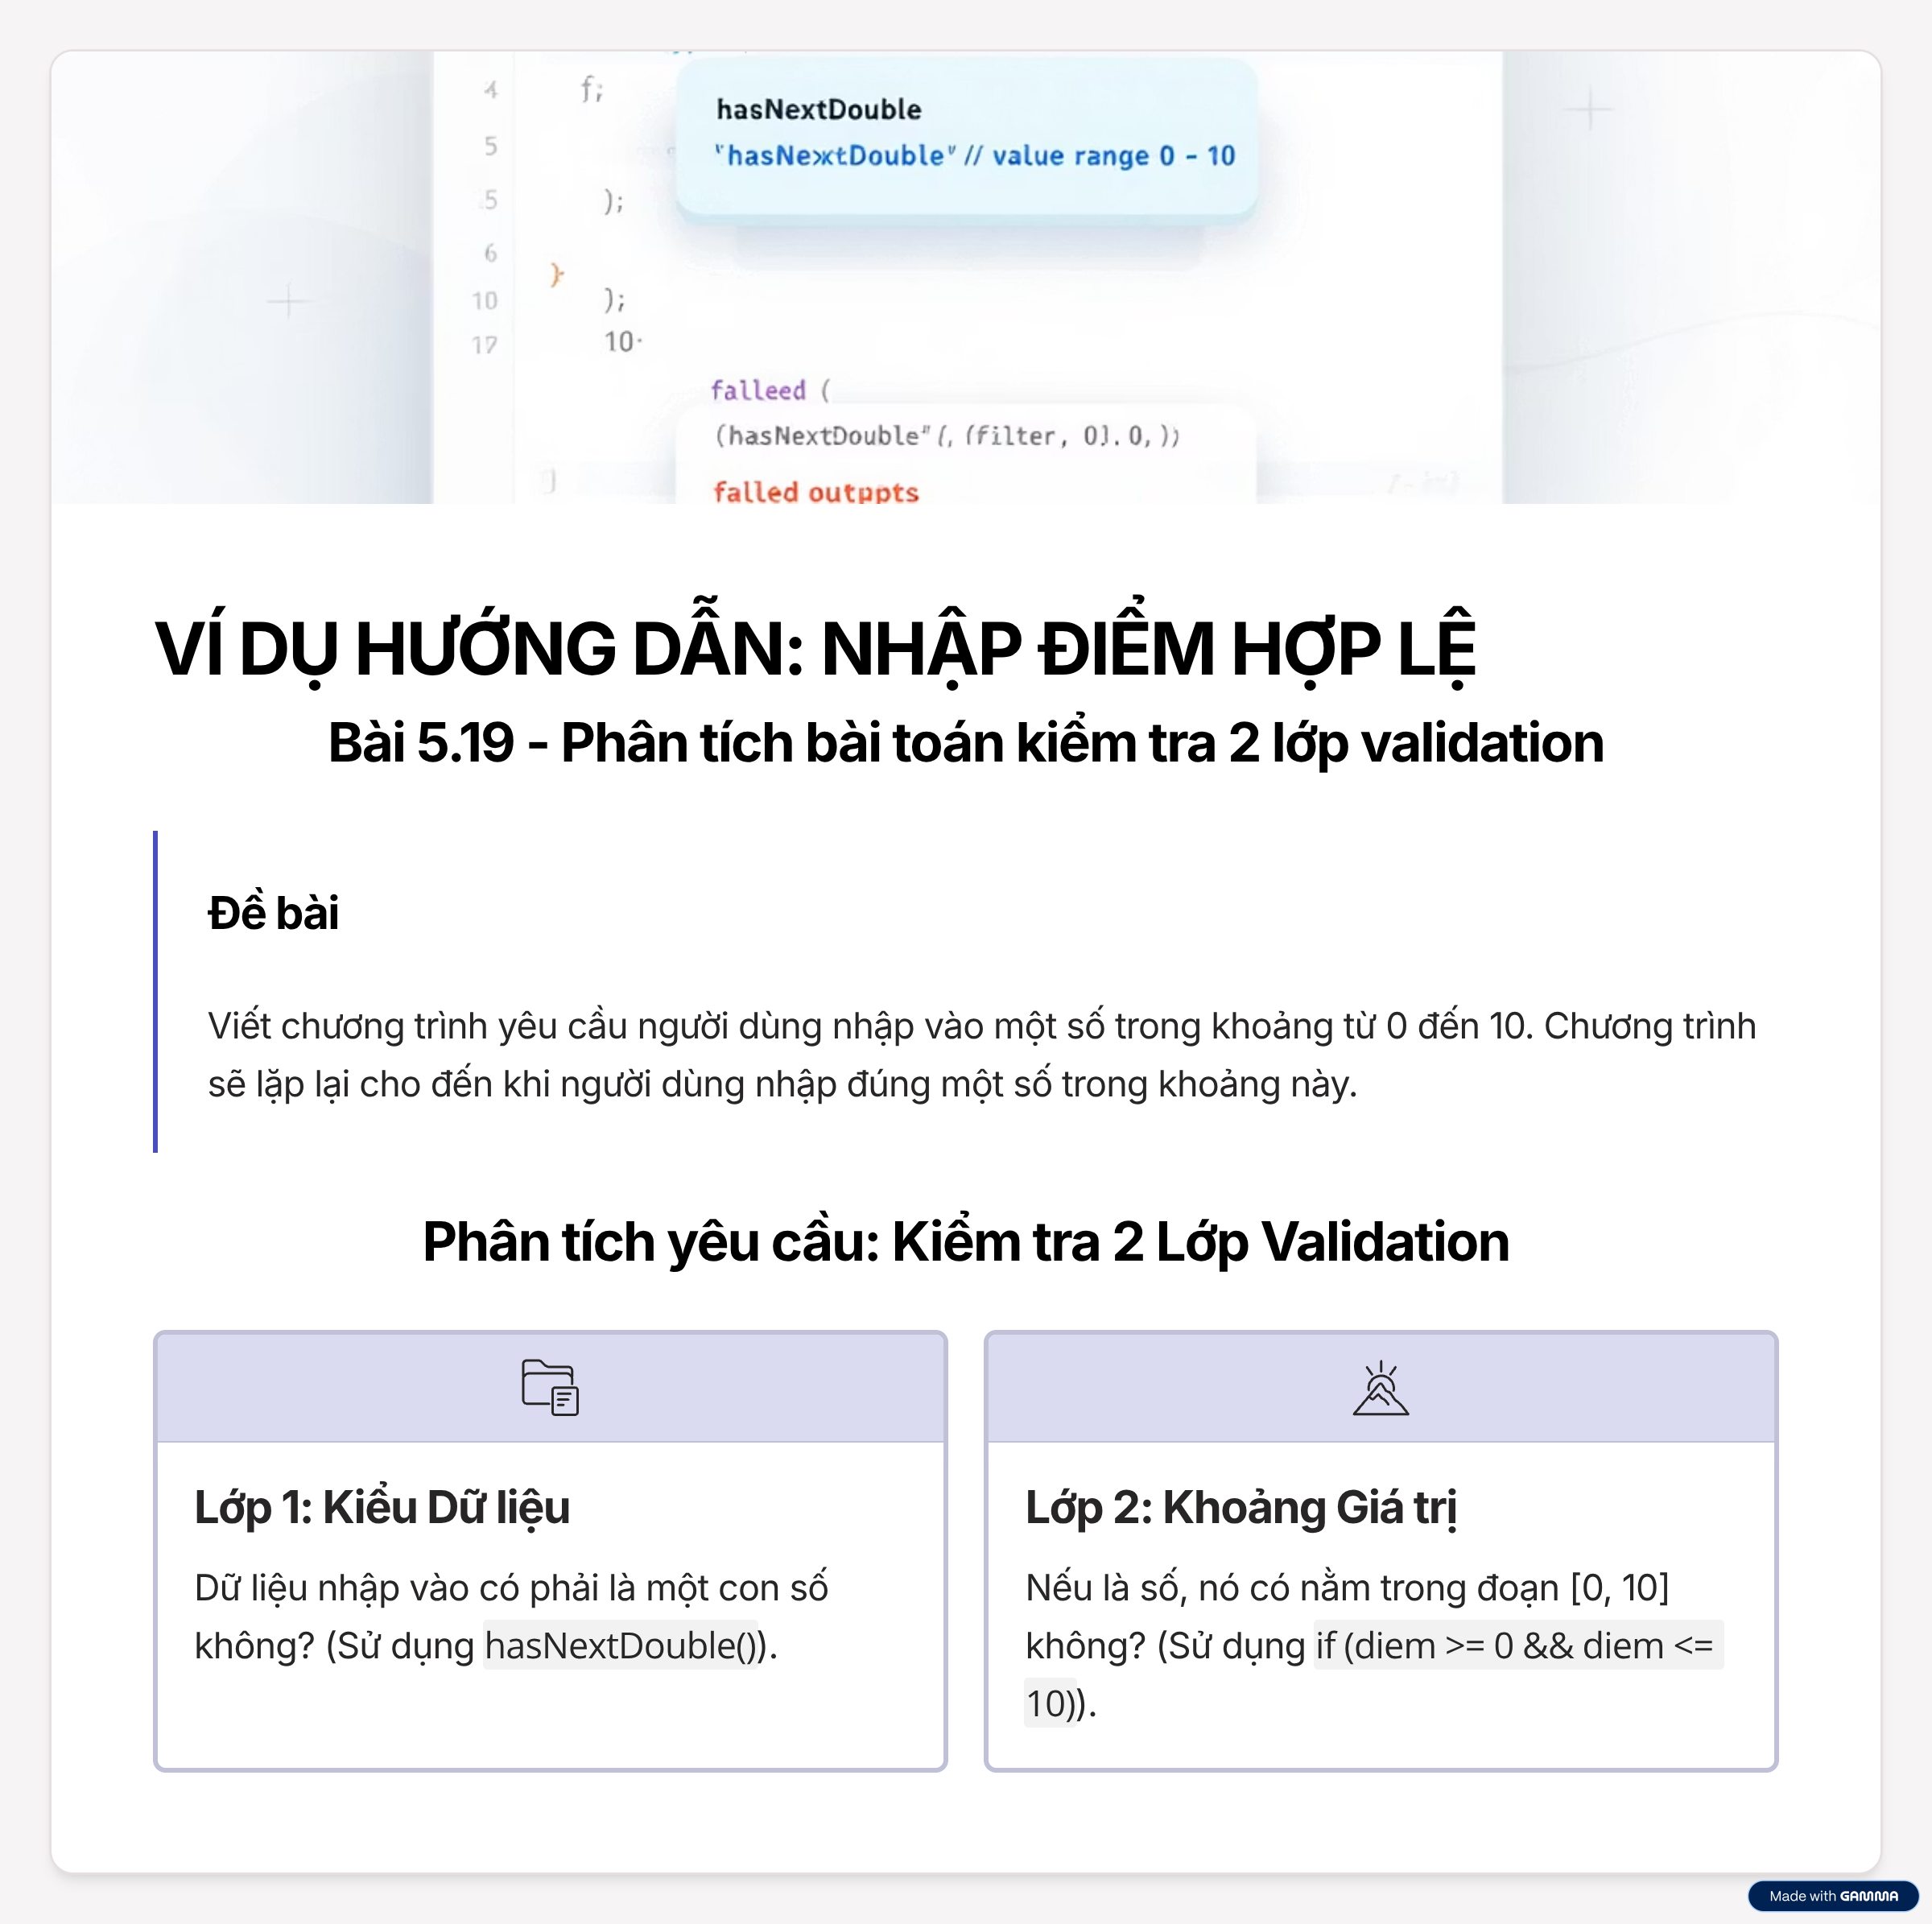 4 f;
hasNextDouble
5 "hasNextDouble" // value range 0 - 10
5 );
6
}
10 );
17 10·
falleed (
(hasNextDouble"(, (filter, 0). 0, ))
falled outppts
VÍ DỤ HƯỚNG DẪN: NHẬP ĐIỂM HỢP LỆ
Bài 5.19 - Phân tích bài toán kiểm tra 2 lớp validation
Đề bài
Viết chương trình yêu cầu người dùng nhập vào một số trong khoảng từ 0 đến 10. Chương trình
sẽ lặp lại cho đến khi người dùng nhập đúng một số trong khoảng này.
Phân tích yêu cầu: Kiểm tra 2 Lớp Validation
Lớp 1: Kiểu Dữ liệu
Dữ liệu nhập vào có phải là một con số
không? (Sử dụng hasNextDouble()).
Lớp 2: Khoảng Giá trị
Nếu là số, nó có nằm trong đoạn [0, 10]
không? (Sử dụng if (diem >= 0 && diem <=
10)).
Made with GAMMA